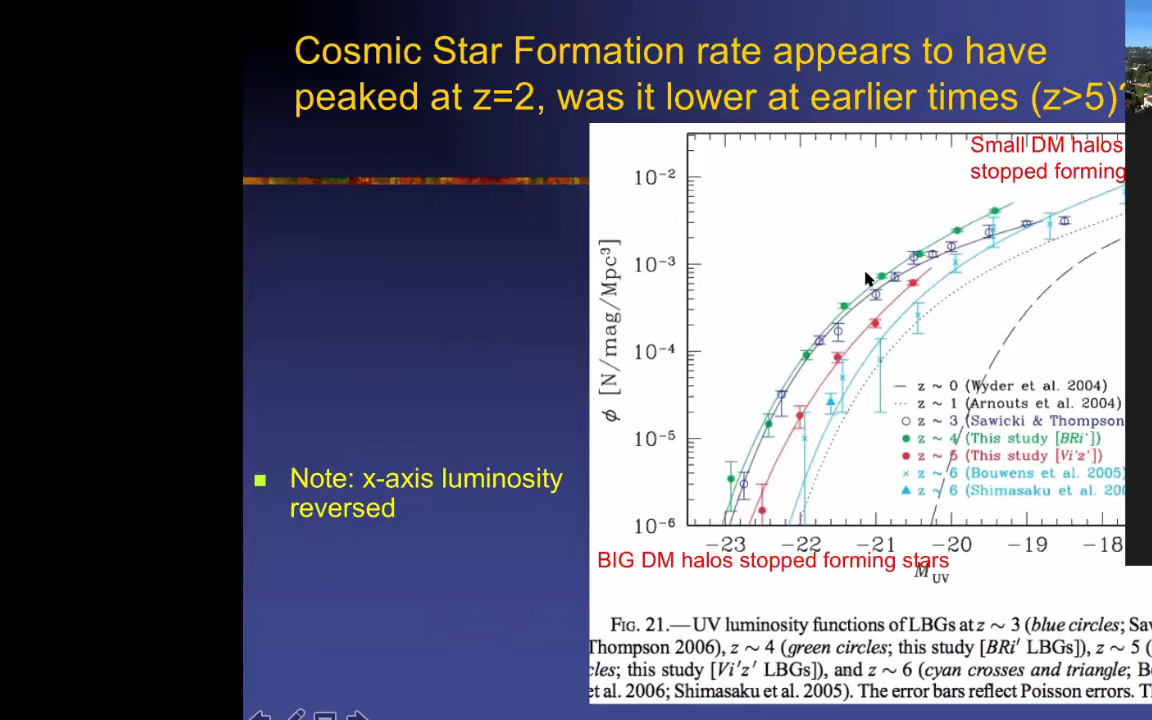 Cosmic Star Formation rate appears to have
peaked at z=2, was it lower at earlier times (z>5)?
Small DM halos
stopped forming
10⁻²
10⁻³
10⁻⁴
10⁻⁵
10⁻⁶
ϕ [N/mag/Mpc³]
z ~ 0 (Wyder et al. 2004)
z ~ 1 (Arnouts et al. 2004)
z ~ 3 (Sawicki & Thompson
z ~ 4 (This study [BRi'])
z ~ 5 (This study [Vi'z'])
z ~ 6 (Bouwens et al. 2005)
z ~ 6 (Shimasaku et al. 200
−23 −22 −21 −20 −19 −18
BIG DM halos stopped forming stars
M_UV
■ Note: x-axis luminosity
reversed
FIG. 21.—UV luminosity functions of LBGs at z ~ 3 (blue circles; Saw
Thompson 2006), z ~ 4 (green circles; this study [BRi' LBGs]), z ~ 5 (
cles; this study [Vi'z' LBGs]), and z ~ 6 (cyan crosses and triangle; B
et al. 2006; Shimasaku et al. 2005). The error bars reflect Poisson errors. T